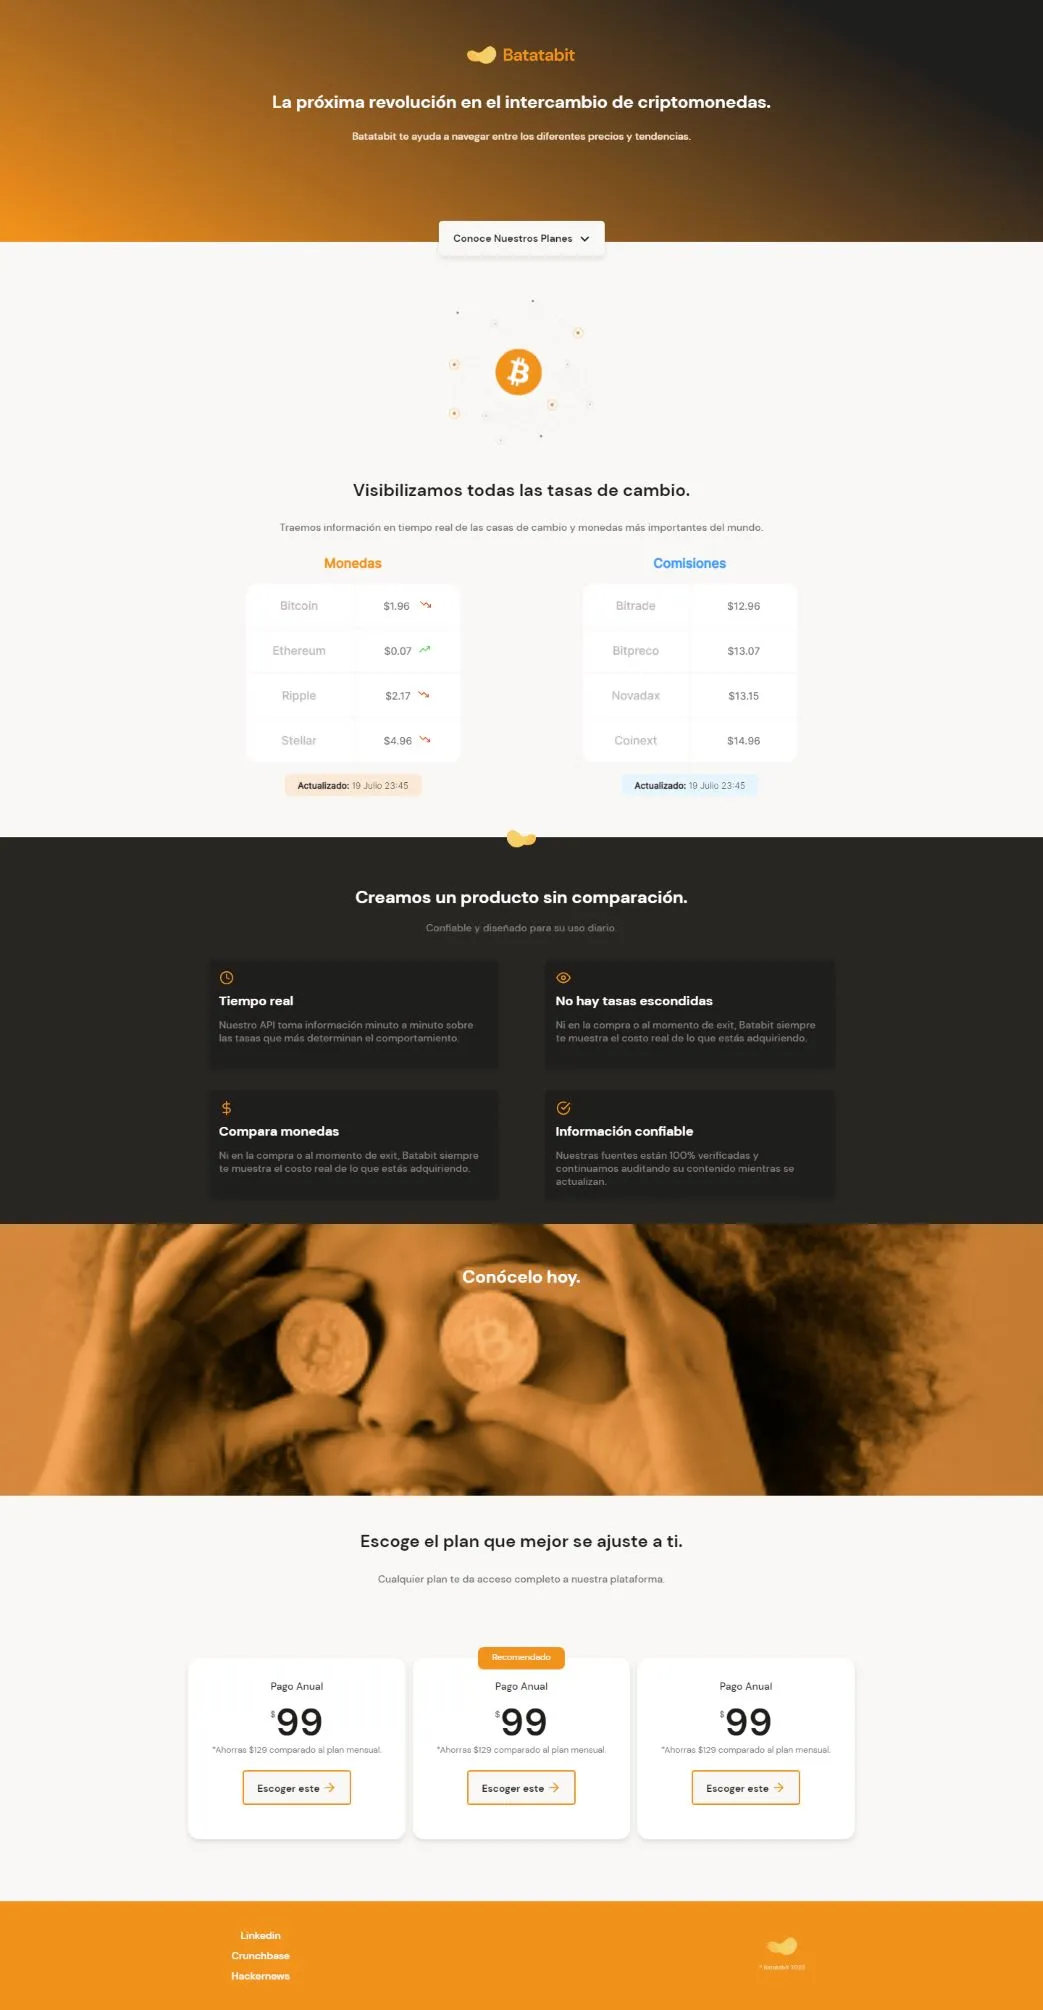 Batatabit
La próxima revolución en el intercambio de criptomonedas.
Batatabit te ayuda a navegar entre los diferentes precios y tendencias.
Conoce Nuestros Planes
Visibilizamos todas las tasas de cambio.
Traemos información en tiempo real de las casas de cambio y monedas más importantes del mundo.
Monedas
Bitcoin $1.96
Ethereum $0.07
Ripple $2.17
Stellar $4.96
Actualizado: 19 Julio 23:45
Comisiones
Bitrade $12.96
Bitpreco $13.07
Novadax $13.15
Coinext $14.96
Actualizado: 19 Julio 23:45
Creamos un producto sin comparación.
Confiable y diseñado para su uso diario
Tiempo real
Nuestro API toma información minuto a minuto sobre
las tasas que más determinan el comportamiento.
No hay tasas escondidas
Ni en la compra o al momento de exit, Batabit siempre
te muestra el costo real de lo que estás adquiriendo.
Compara monedas
Ni en la compra o al momento de exit, Batabit siempre
te muestra el costo real de lo que estás adquiriendo.
Información confiable
Nuestras fuentes están 100% verificadas y
continuamos auditando su contenido mientras se
actualizan.
Conócelo hoy.
Escoge el plan que mejor se ajuste a ti.
Cualquier plan te da acceso completo a nuestra plataforma.
Pago Anual
$99
*Ahorras $129 comparado al plan mensual.
Escoger este
Recomendado
Pago Anual
$99
*Ahorras $129 comparado al plan mensual.
Escoger este
Pago Anual
$99
*Ahorras $129 comparado al plan mensual.
Escoger este
Linkedin
Crunchbase
Hackernews
Batatabit